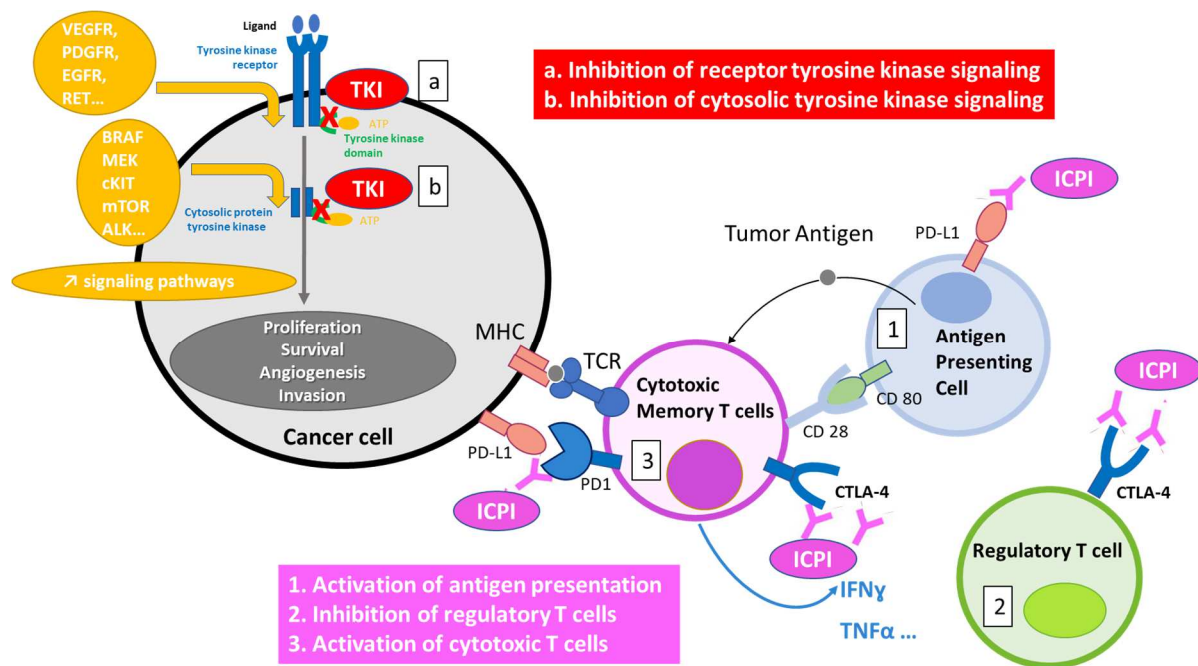 VEGFR,
PDGFR,
EGFR,
RET...
Ligand
Tyrosine kinase
receptor
TKI
a
ATP
Tyrosine kinase
domain
BRAF
MEK
cKIT
mTOR
ALK...
TKI
b
ATP
Cytosolic protein
tyrosine kinase
↗ signaling pathways
Proliferation
Survival
Angiogenesis
Invasion
Cancer cell
a. Inhibition of receptor tyrosine kinase signaling
b. Inhibition of cytosolic tyrosine kinase signaling
ICPI
PD-L1
Tumor Antigen
1
Antigen
Presenting
Cell
MHC
TCR
Cytotoxic
Memory T cells
CD 80
CD 28
PD-L1
PD1
3
ICPI
CTLA-4
ICPI
IFNγ
TNFα ...
ICPI
CTLA-4
Regulatory T cell
2
1. Activation of antigen presentation
2. Inhibition of regulatory T cells
3. Activation of cytotoxic T cells